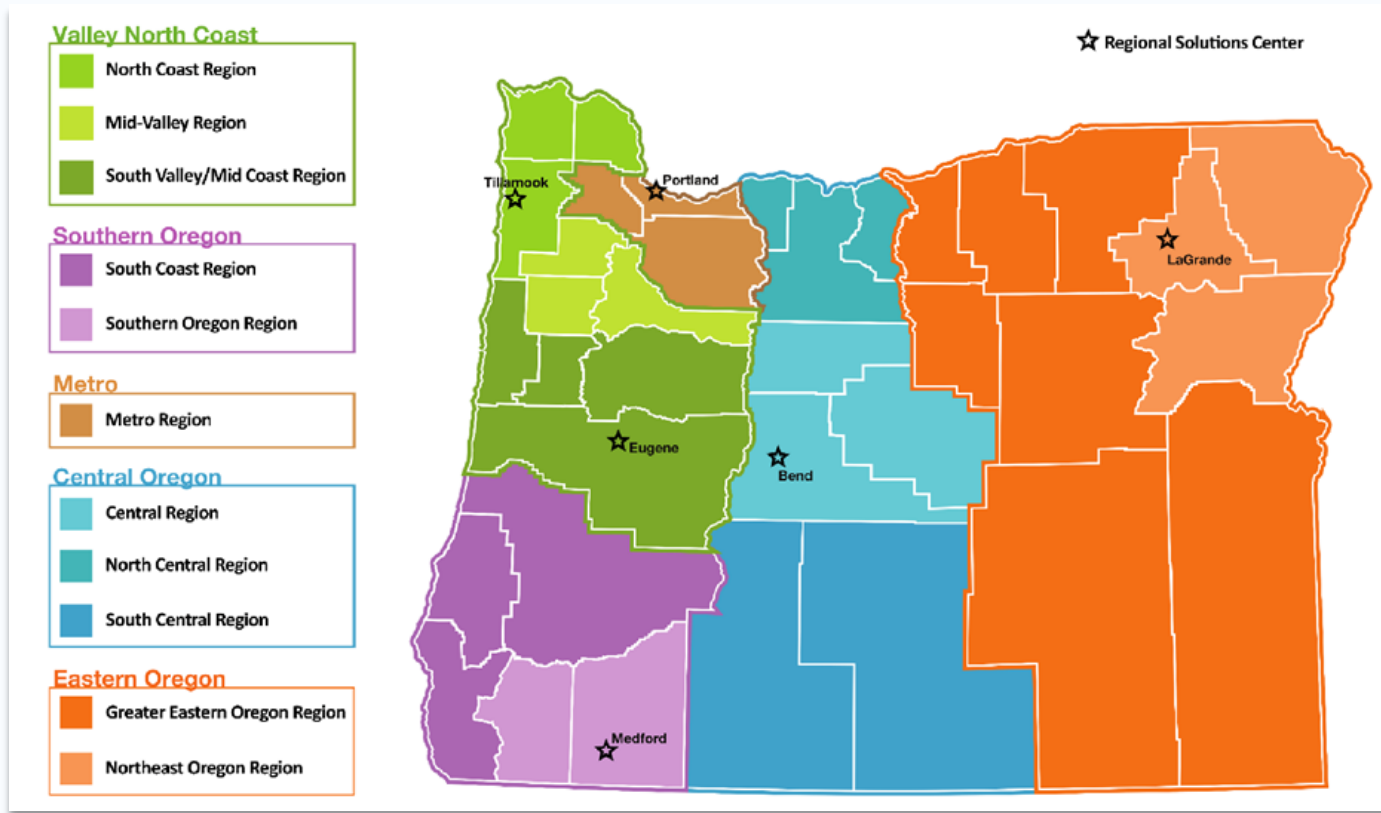 Valley North Coast
North Coast Region
Mid-Valley Region
South Valley/Mid Coast Region
Southern Oregon
South Coast Region
Southern Oregon Region
Metro
Metro Region
Central Oregon
Central Region
North Central Region
South Central Region
Eastern Oregon
Greater Eastern Oregon Region
Northeast Oregon Region
Regional Solutions Center
Tillamook
Portland
LaGrande
Eugene
Bend
Medford